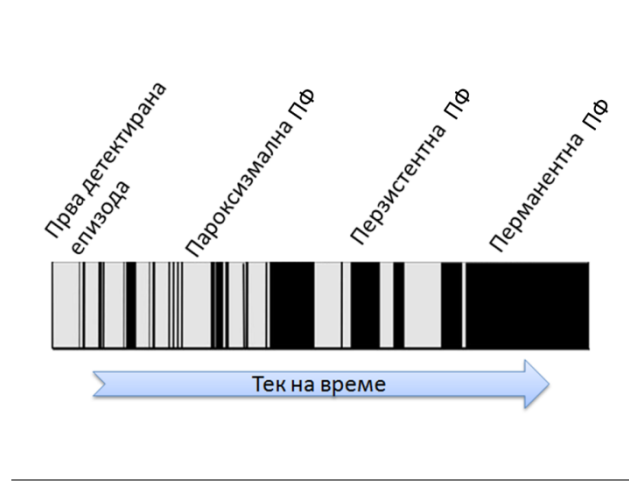 Прва детектирана
епизода
Пароксизмална ПФ
Перзистентна ПФ
Перманентна ПФ
Тек на време